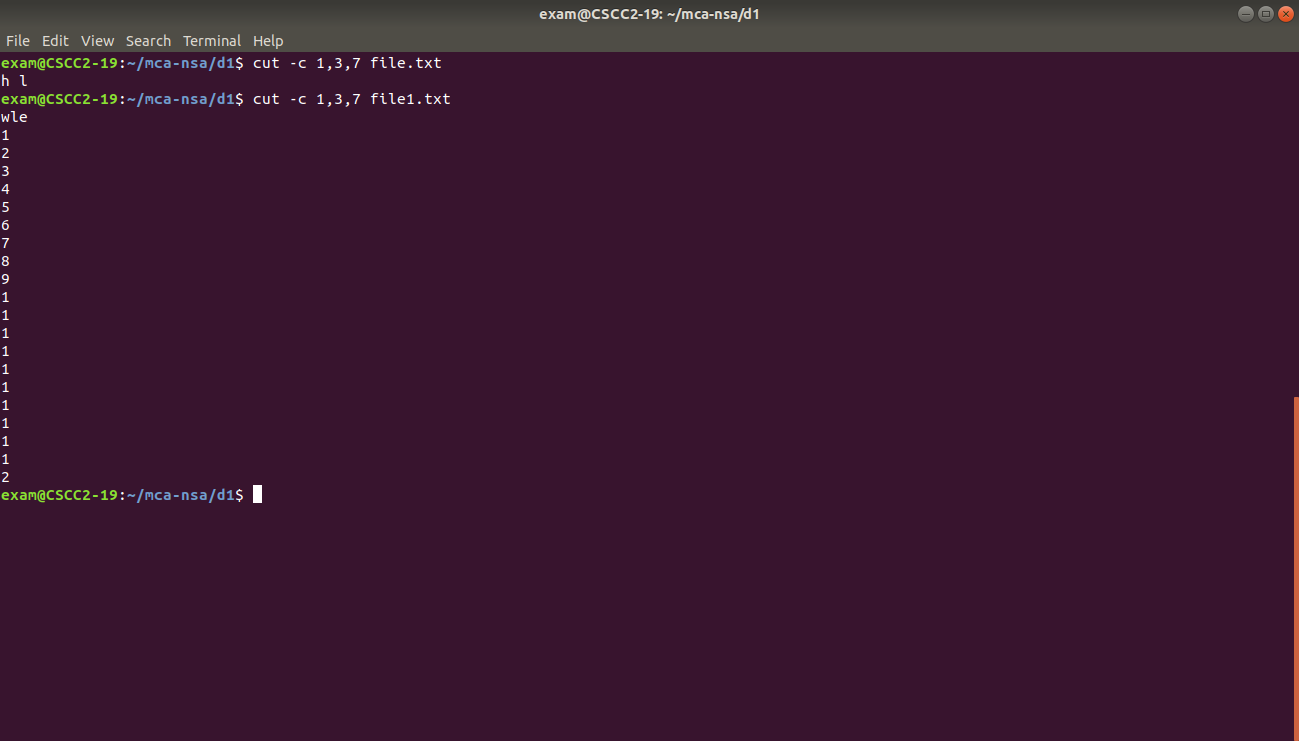 exam@CSCC2-19: ~/mca-nsa/d1
File Edit View Search Terminal Help
exam@CSCC2-19:~/mca-nsa/d1$ cut -c 1,3,7 file.txt
h l
exam@CSCC2-19:~/mca-nsa/d1$ cut -c 1,3,7 file1.txt
wle
1
2
3
4
5
6
7
8
9
1
1
1
1
1
1
1
1
1
1
2
exam@CSCC2-19:~/mca-nsa/d1$